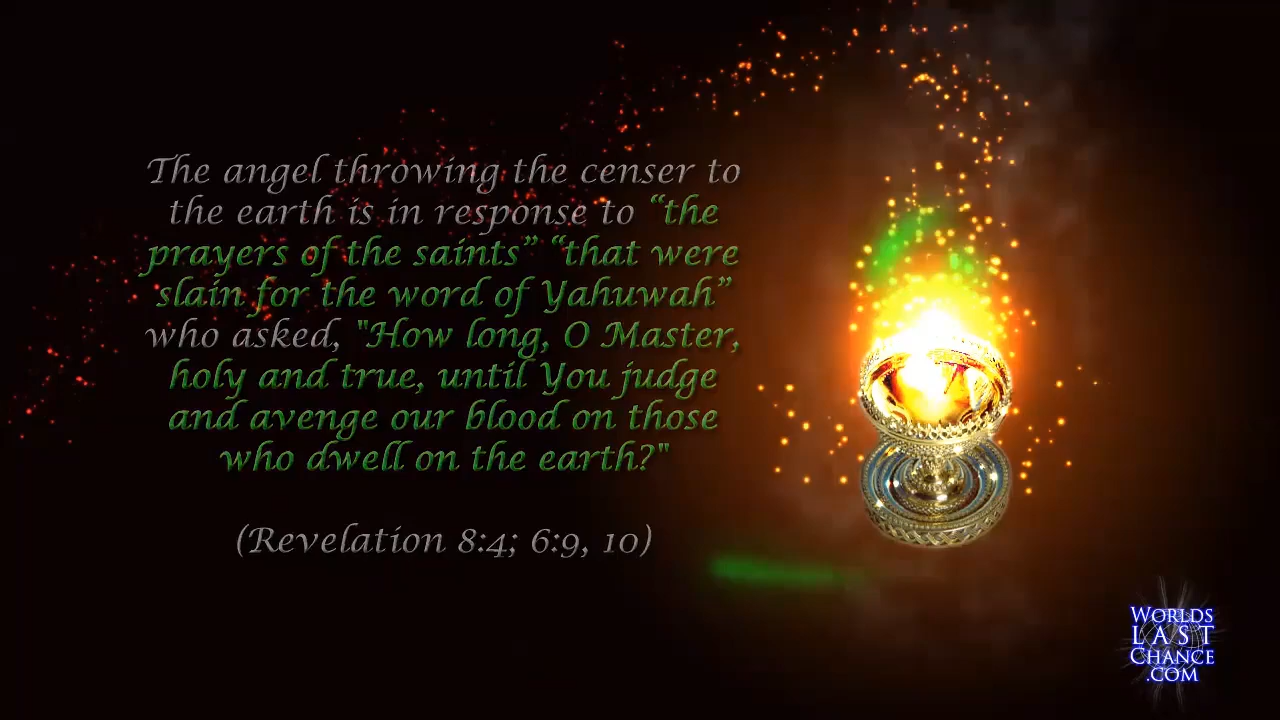 The angel throwing the censer to
the earth is in response to “the
prayers of the saints” “that were
slain for the word of Yahuwah”
who asked, "How long, O Master,
holy and true, until You judge
and avenge our blood on those
who dwell on the earth?"
(Revelation 8:4; 6:9, 10)
WORLDS
LAST
CHANCE
.COM